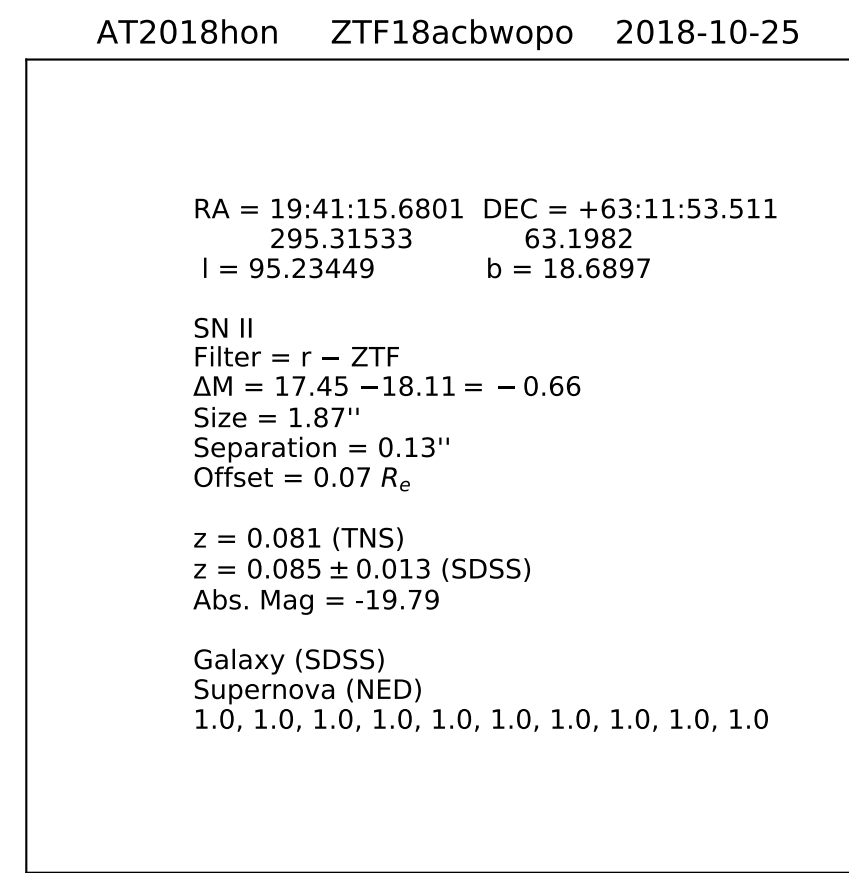 AT2018hon ZTF18acbwopo 2018-10-25
RA = 19:41:15.6801 DEC = +63:11:53.511
295.31533 63.1982
l = 95.23449 b = 18.6897
SN II
Filter = r − ZTF
ΔM = 17.45 −18.11 = − 0.66
Size = 1.87''
Separation = 0.13''
Offset = 0.07 Re
z = 0.081 (TNS)
z = 0.085 ± 0.013 (SDSS)
Abs. Mag = -19.79
Galaxy (SDSS)
Supernova (NED)
1.0, 1.0, 1.0, 1.0, 1.0, 1.0, 1.0, 1.0, 1.0, 1.0